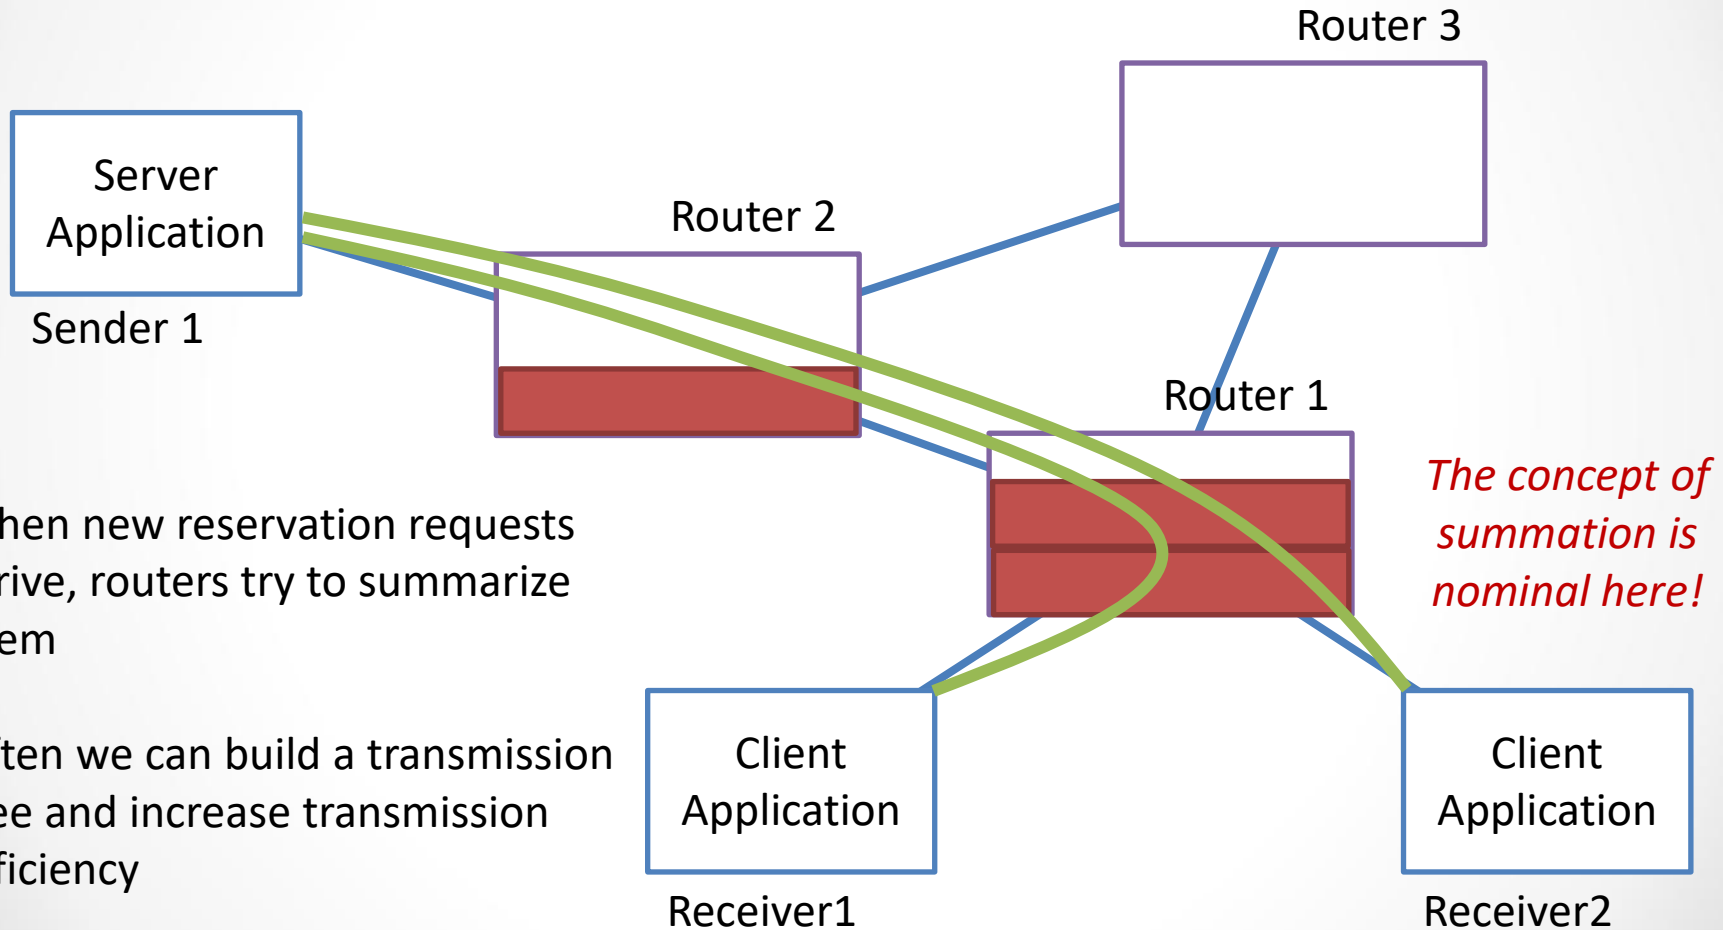 Router 3
Server
Application
Router 2
Sender 1
Router 1
The concept of
summation is
nominal here!
hen new reservation requests
rive, routers try to summarize
em
ten we can build a transmission
ee and increase transmission
ficiency
Client
Application
Client
Application
Receiver1
Receiver2